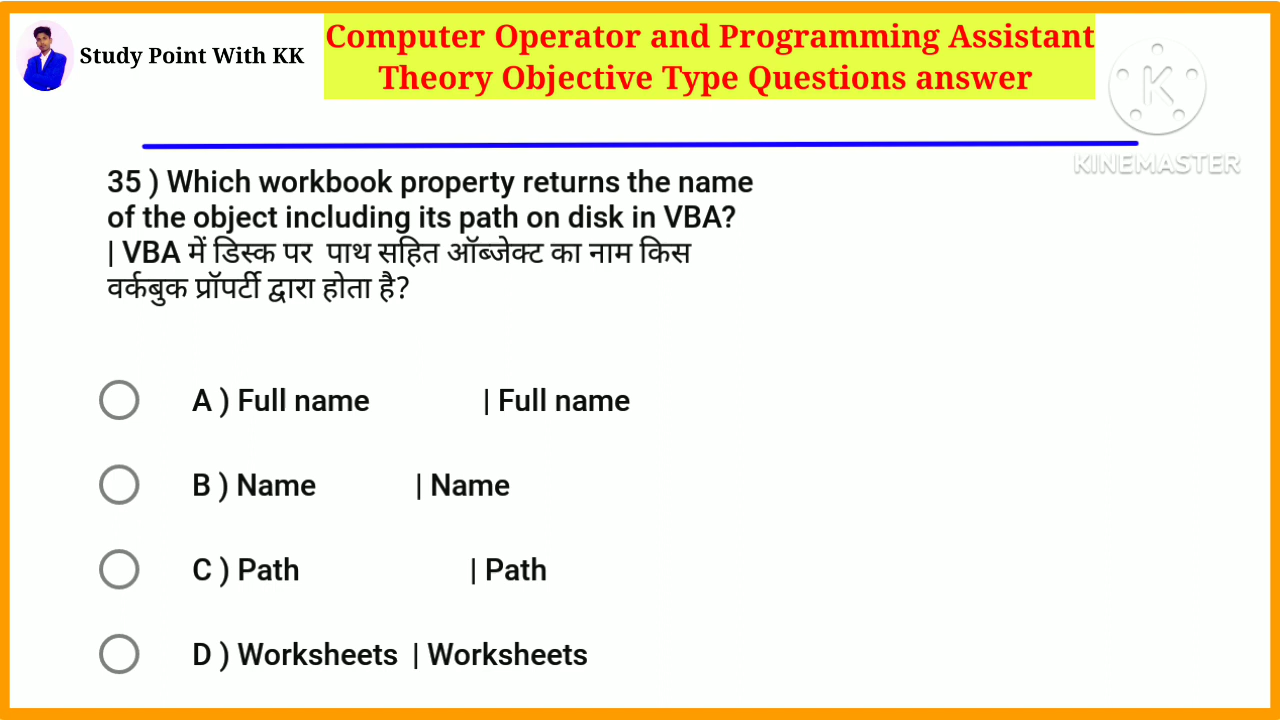 Study Point With KK
Computer Operator and Programming Assistant
Theory Objective Type Questions answer
K
KINEMASTER
35 ) Which workbook property returns the name
of the object including its path on disk in VBA?
| VBA में डिस्क पर पाथ सहित ऑब्जेक्ट का नाम किस
वर्कबुक प्रॉपर्टी द्वारा होता है?
A ) Full name | Full name
B ) Name | Name
C ) Path | Path
D ) Worksheets | Worksheets